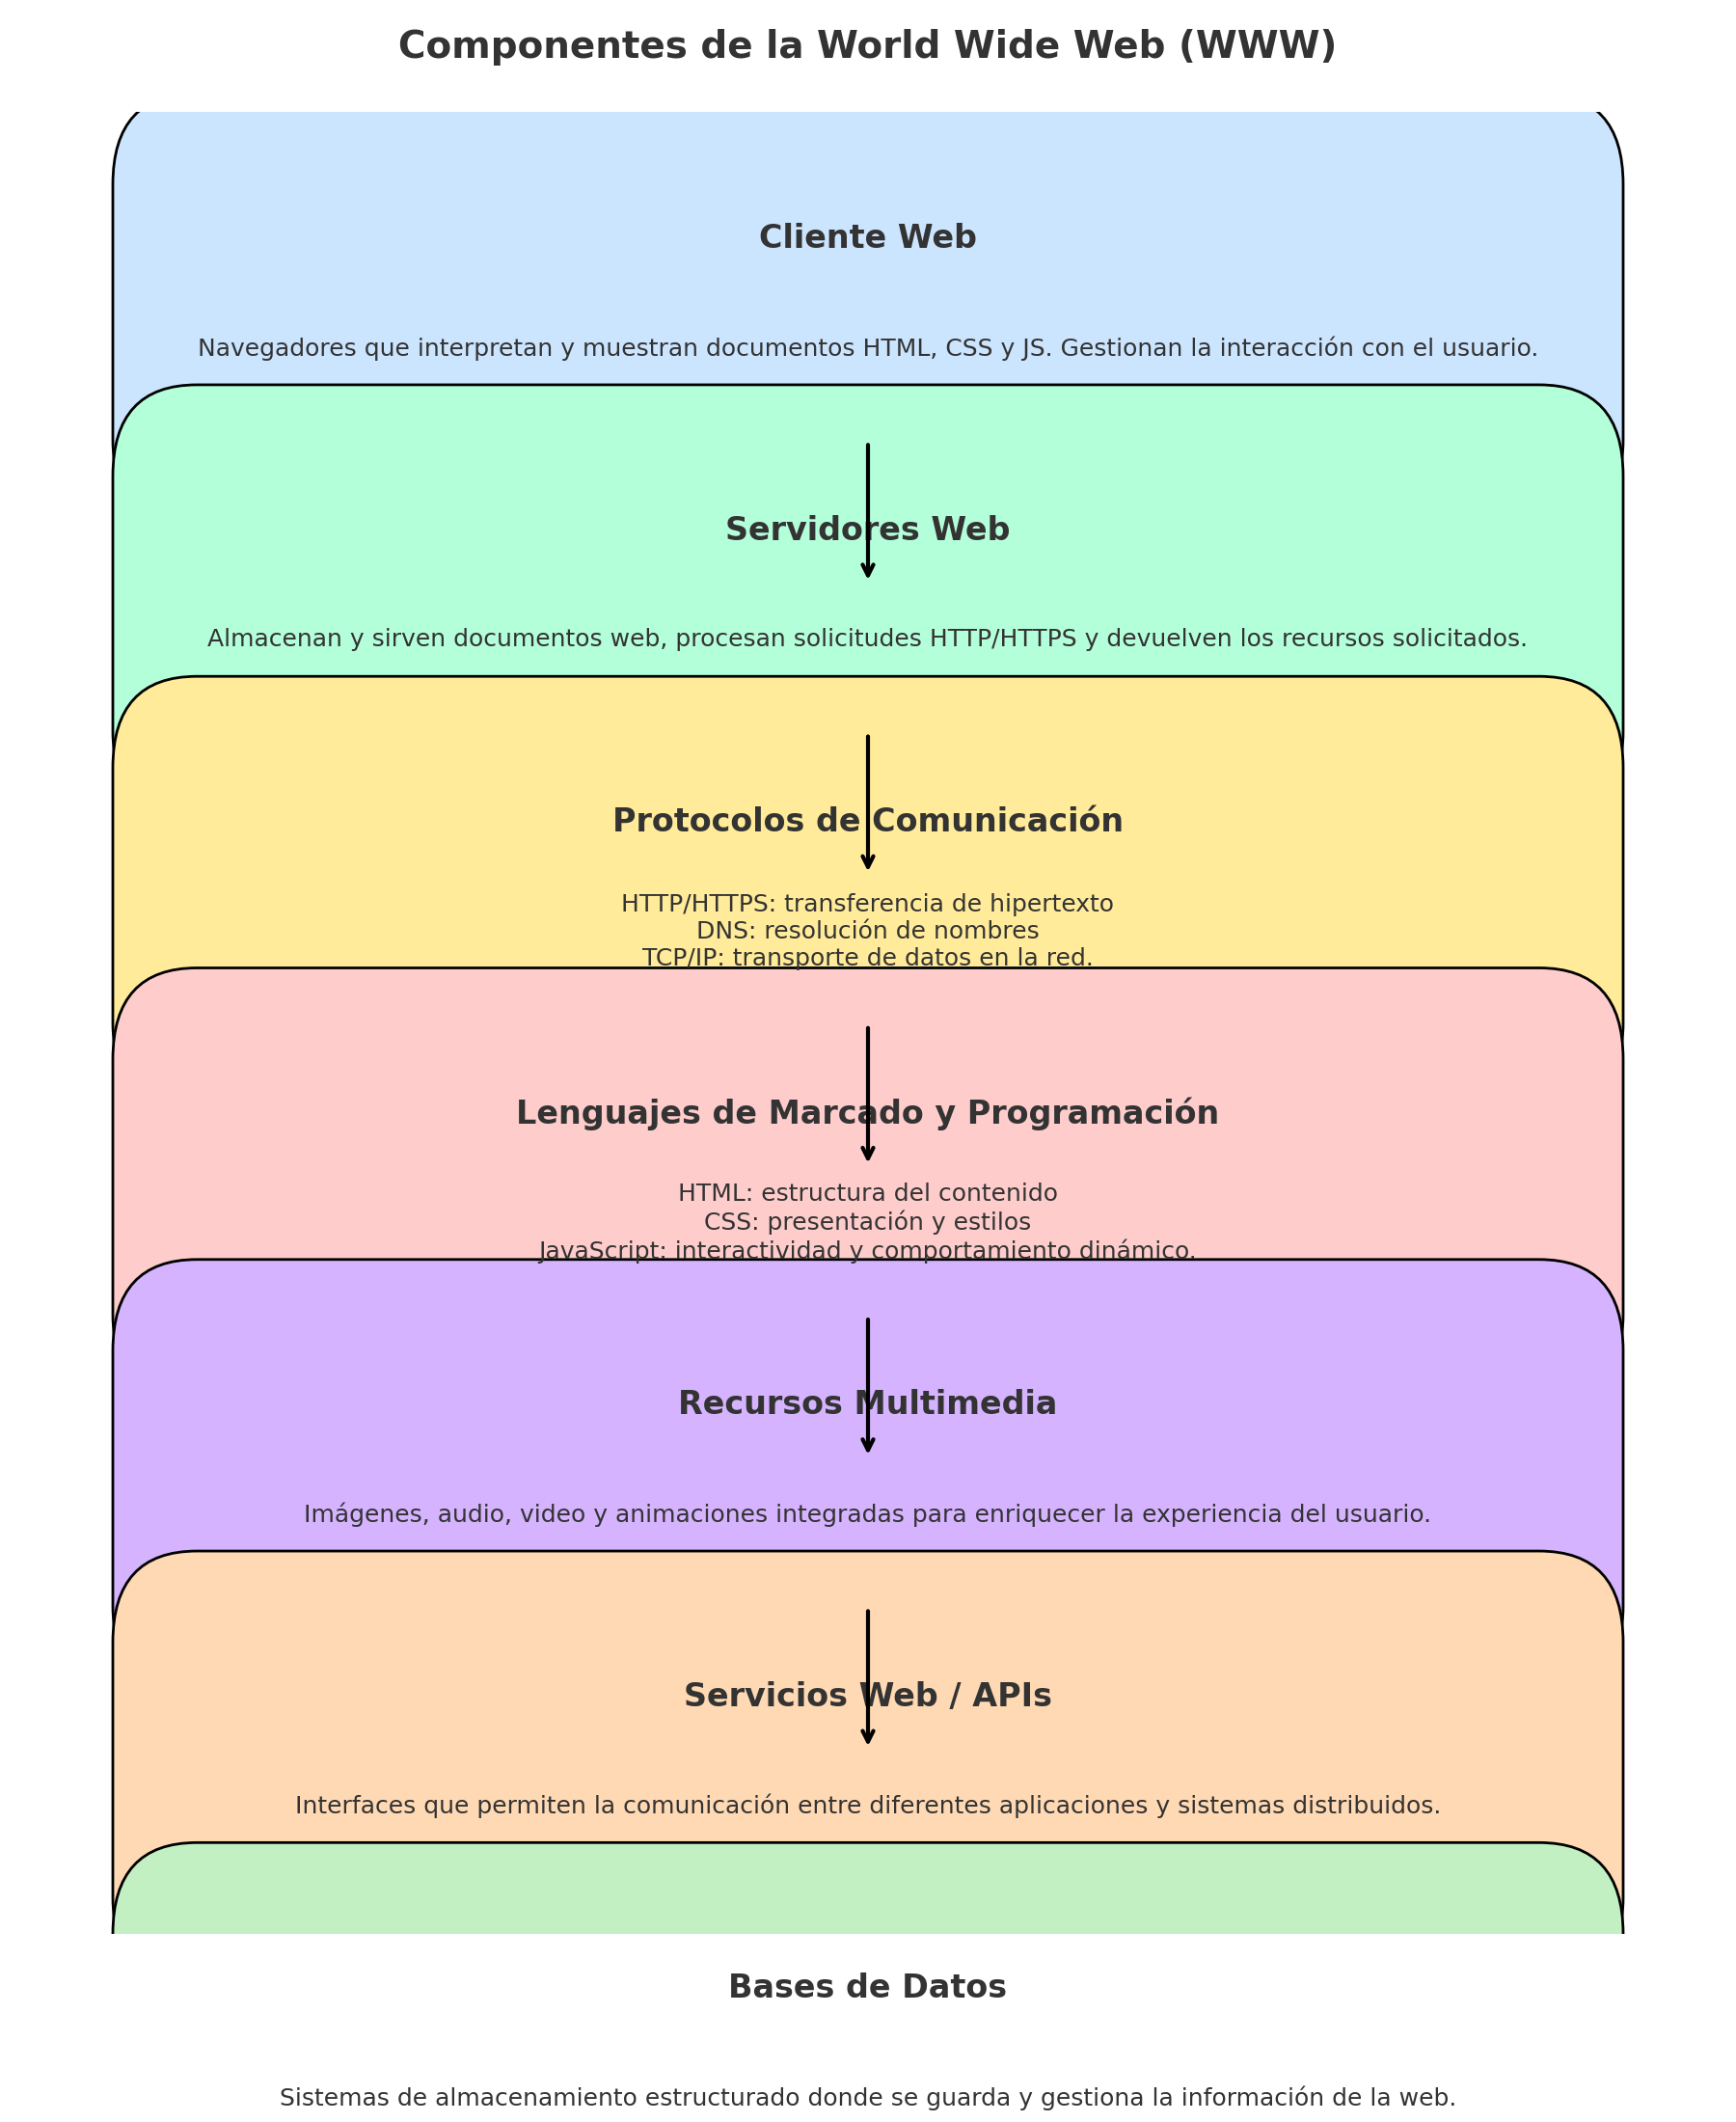 Componentes de la World Wide Web (WWW)
Cliente Web
Navegadores que interpretan y muestran documentos HTML, CSS y JS. Gestionan la interacción con el usuario.
Servidores Web
Almacenan y sirven documentos web, procesan solicitudes HTTP/HTTPS y devuelven los recursos solicitados.
Protocolos de Comunicación
HTTP/HTTPS: transferencia de hipertexto
DNS: resolución de nombres
TCP/IP: transporte de datos en la red.
Lenguajes de Marcado y Programación
HTML: estructura del contenido
CSS: presentación y estilos
JavaScript: interactividad y comportamiento dinámico.
Recursos Multimedia
Imágenes, audio, video y animaciones integradas para enriquecer la experiencia del usuario.
Servicios Web / APIs
Interfaces que permiten la comunicación entre diferentes aplicaciones y sistemas distribuidos.
Bases de Datos
Sistemas de almacenamiento estructurado donde se guarda y gestiona la información de la web.